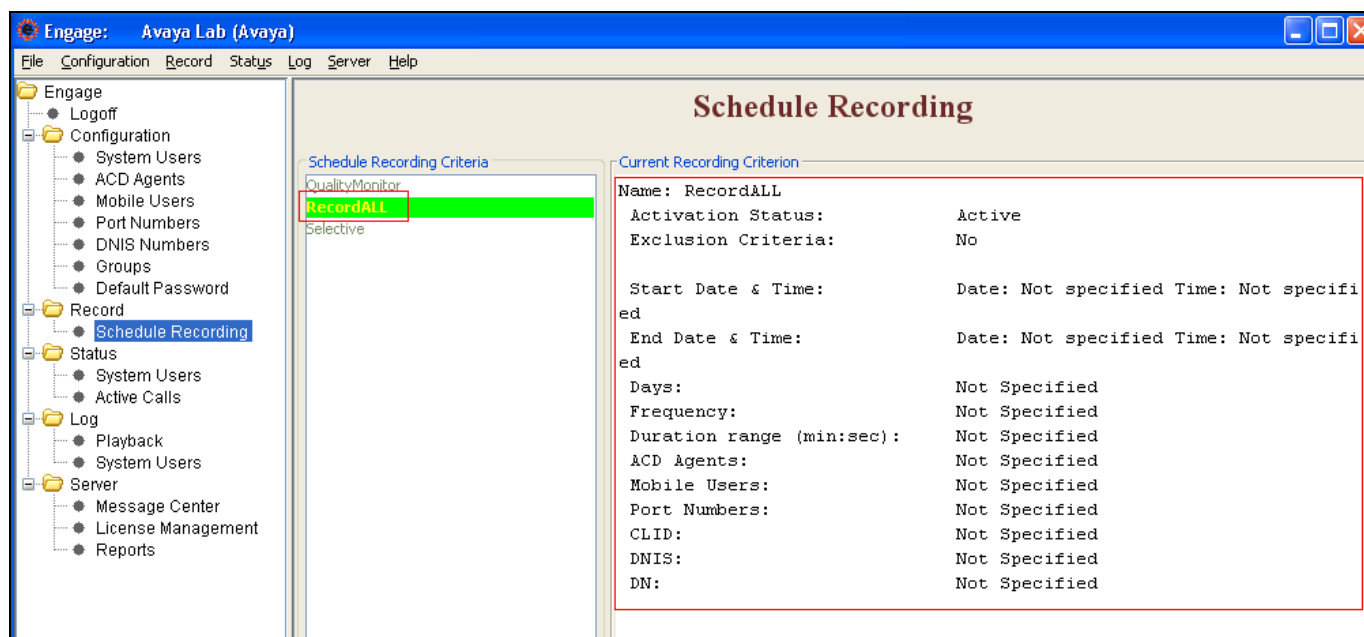 Engage: Avaya Lab (Avaya)
File Configuration Record Status Log Server Help
Engage
Logoff
Configuration
System Users
ACD Agents
Mobile Users
Port Numbers
DNIS Numbers
Groups
Default Password
Record
Schedule Recording
Status
System Users
Active Calls
Log
Playback
System Users
Server
Message Center
License Management
Reports
Schedule Recording
Schedule Recording Criteria
QualityMonitor
RecordALL
Selective
Current Recording Criterion
Name: RecordALL
Activation Status: Active
Exclusion Criteria: No
Start Date & Time: Date: Not specified Time: Not specifi
ed
End Date & Time: Date: Not specified Time: Not specifi
ed
Days: Not Specified
Frequency: Not Specified
Duration range (min:sec): Not Specified
ACD Agents: Not Specified
Mobile Users: Not Specified
Port Numbers: Not Specified
CLID: Not Specified
DNIS: Not Specified
DN: Not Specified